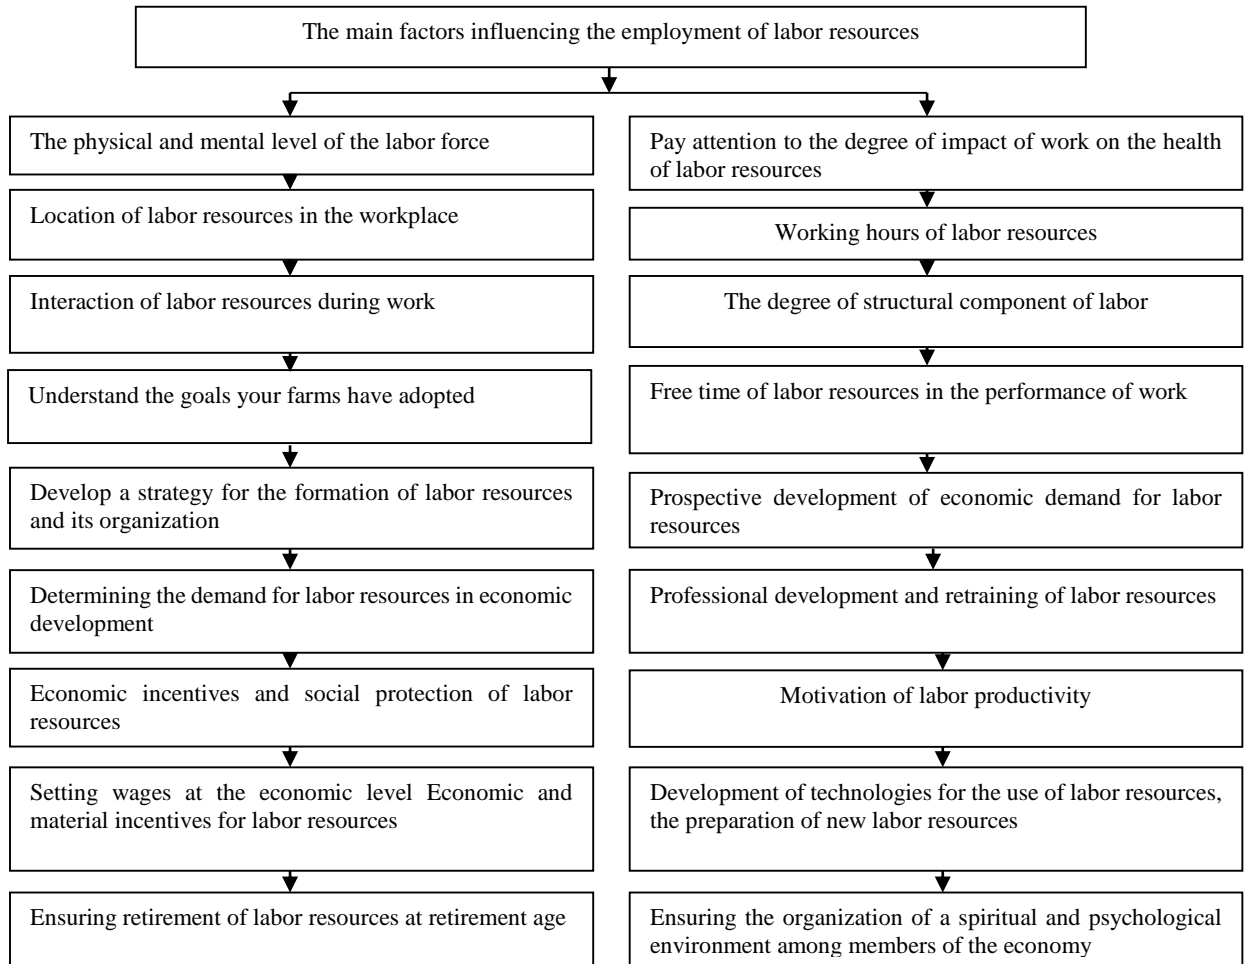 The main factors influencing the employment of labor resources
The physical and mental level of the labor force
Location of labor resources in the workplace
Interaction of labor resources during work
Understand the goals your farms have adopted
Develop a strategy for the formation of labor resources
and its organization
Determining the demand for labor resources in economic
development
Economic incentives and social protection of labor
resources
Setting wages at the economic level Economic and
material incentives for labor resources
Ensuring retirement of labor resources at retirement age
Pay attention to the degree of impact of work on the health
of labor resources
Working hours of labor resources
The degree of structural component of labor
Free time of labor resources in the performance of work
Prospective development of economic demand for labor
resources
Professional development and retraining of labor resources
Motivation of labor productivity
Development of technologies for the use of labor resources,
the preparation of new labor resources
Ensuring the organization of a spiritual and psychological
environment among members of the economy